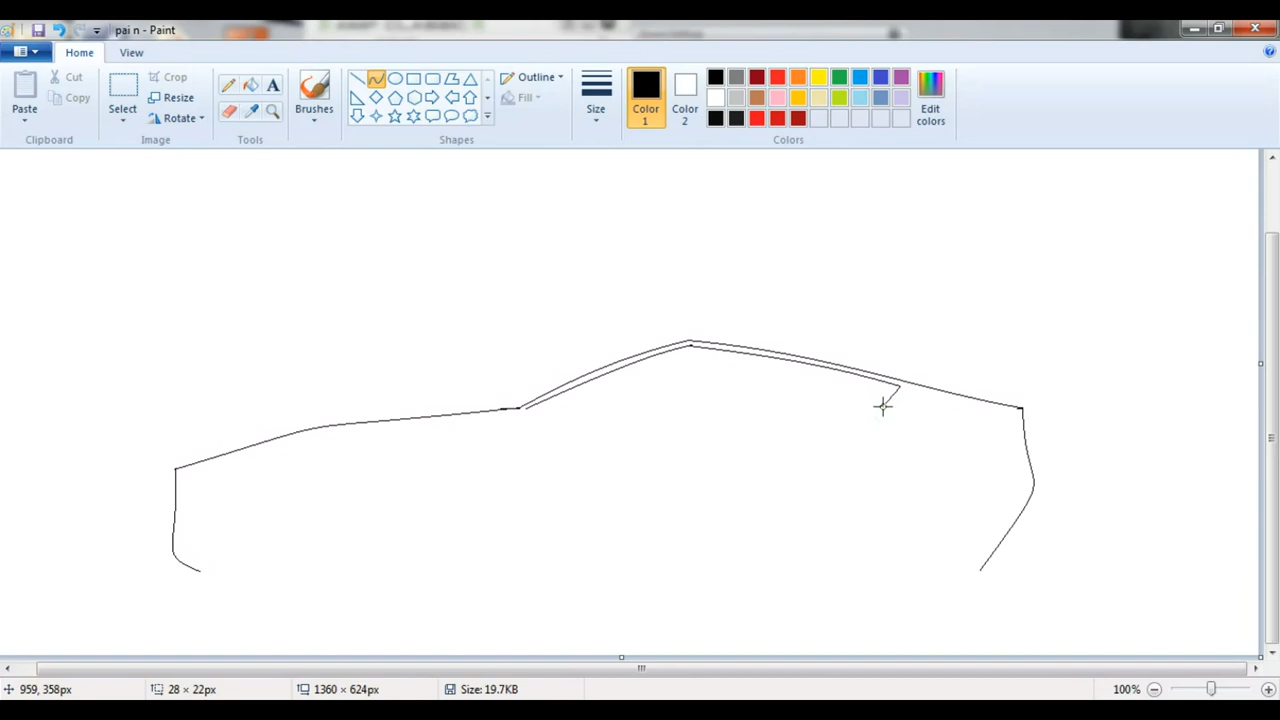 pai n - Paint
Home View
Paste
Cut
Copy
Clipboard
Select
Crop
Resize
Rotate
Image
A
Tools
Brushes
Outline
Fill
Shapes
Size
Color 1
Color 2
Edit colors
Colors
959, 358px
28 × 22px
1360 × 624px
Size: 19.7KB
100%